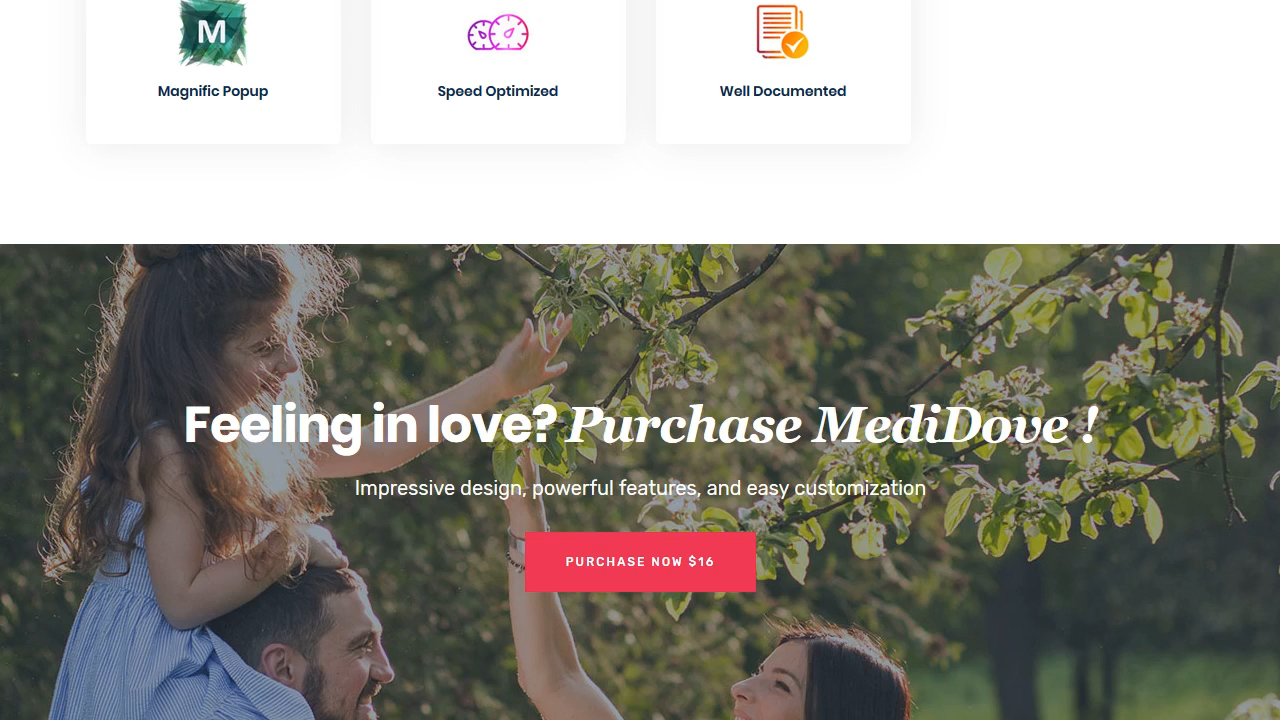 M
Magnific Popup
Speed Optimized
Well Documented
Feeling in love? Purchase MediDove !
Impressive design, powerful features, and easy customization
PURCHASE NOW $16